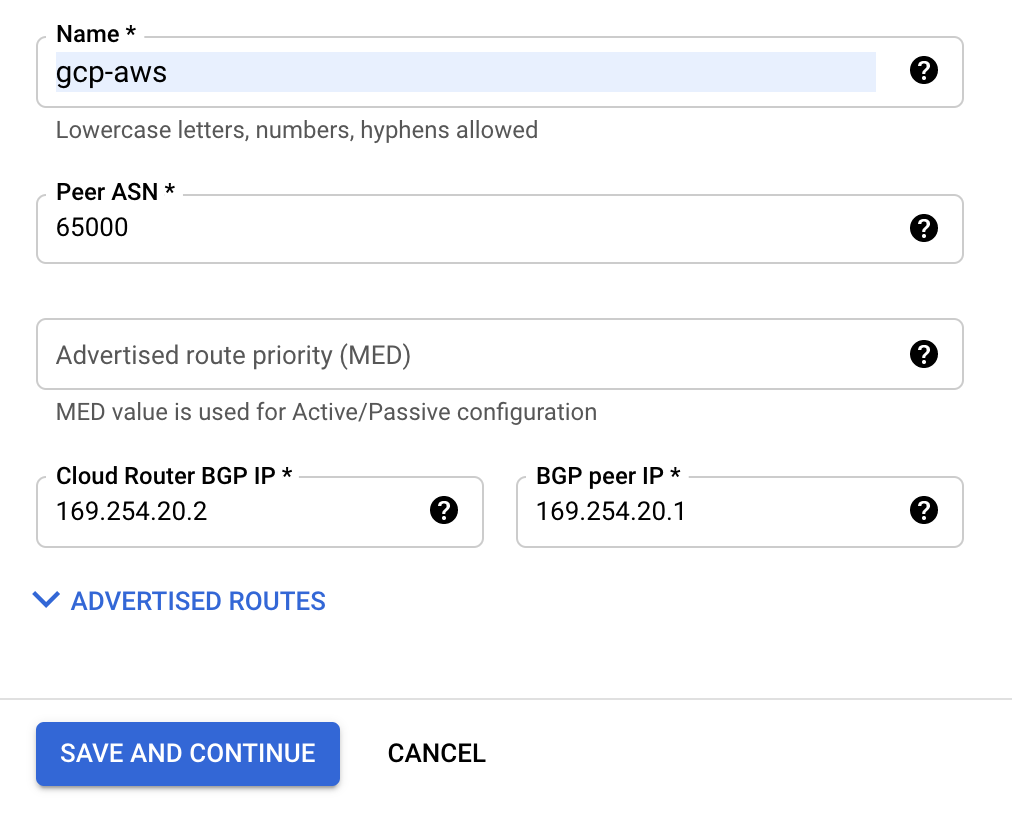 Name *
gcp-aws
Lowercase letters, numbers, hyphens allowed
Peer ASN *
65000
Advertised route priority (MED)
MED value is used for Active/Passive configuration
Cloud Router BGP IP *
169.254.20.2
BGP peer IP *
169.254.20.1
ADVERTISED ROUTES
SAVE AND CONTINUE
CANCEL